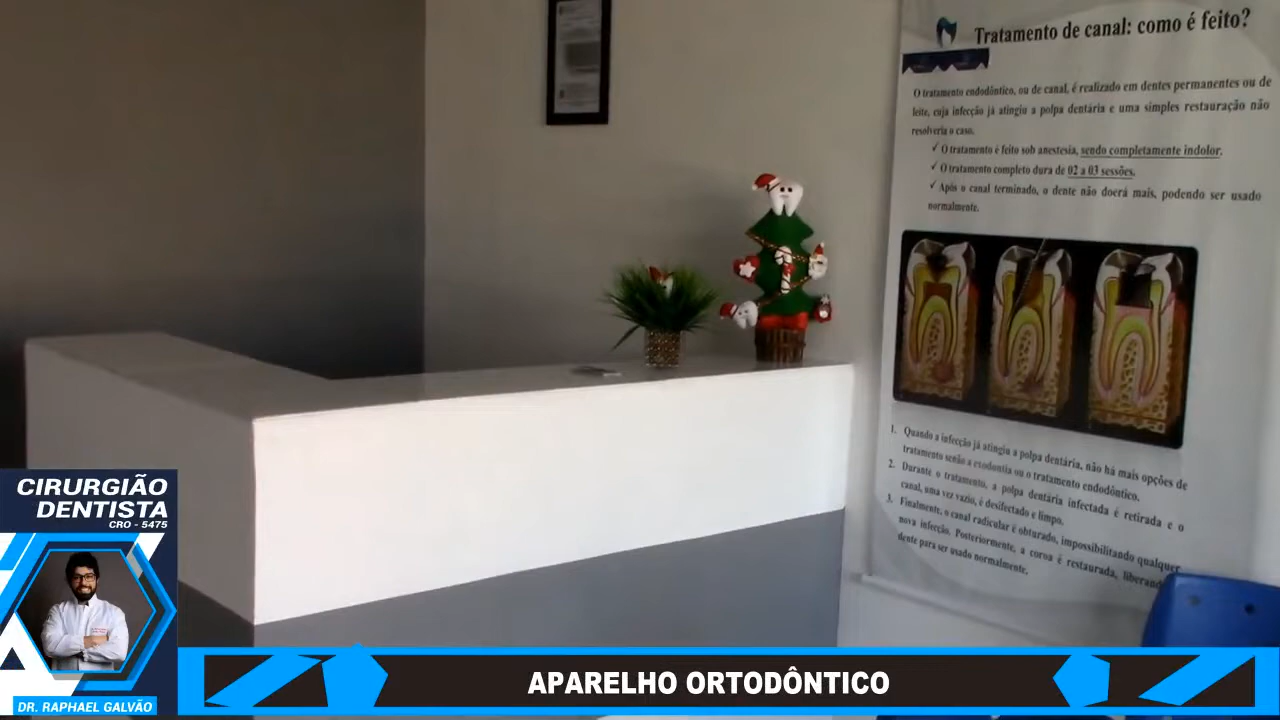 Tratamento de canal: como é feito?
O tratamento endodôntico, ou de canal, é realizado em dentes permanentes ou de
leite, cuja infecção já atingiu a polpa dentária e uma simples restauração não
resolveria o caso.
✓ O tratamento é feito sob anestesia, sendo completamente indolor.
✓ O tratamento completo dura de 02 a 03 sessões.
✓ Após o canal terminado, o dente não doerá mais, podendo ser usado
normalmente.
1. Quando a infecção já atingiu a polpa dentária, não há mais opções de
tratamento senão a exodontia ou o tratamento endodôntico.
2. Durante o tratamento, a polpa dentária infectada é retirada e o
canal, uma vez vazio, é desifectado e limpo.
3. Finalmente, o canal radicular é obturado, impossibilitando qualquer
nova infecção. Posteriormente, a coroa é restaurada, liberando
dente para ser usado normalmente.
CIRURGIÃO
DENTISTA
CRO - 5475
DR. RAPHAEL GALVÃO
APARELHO ORTODÔNTICO